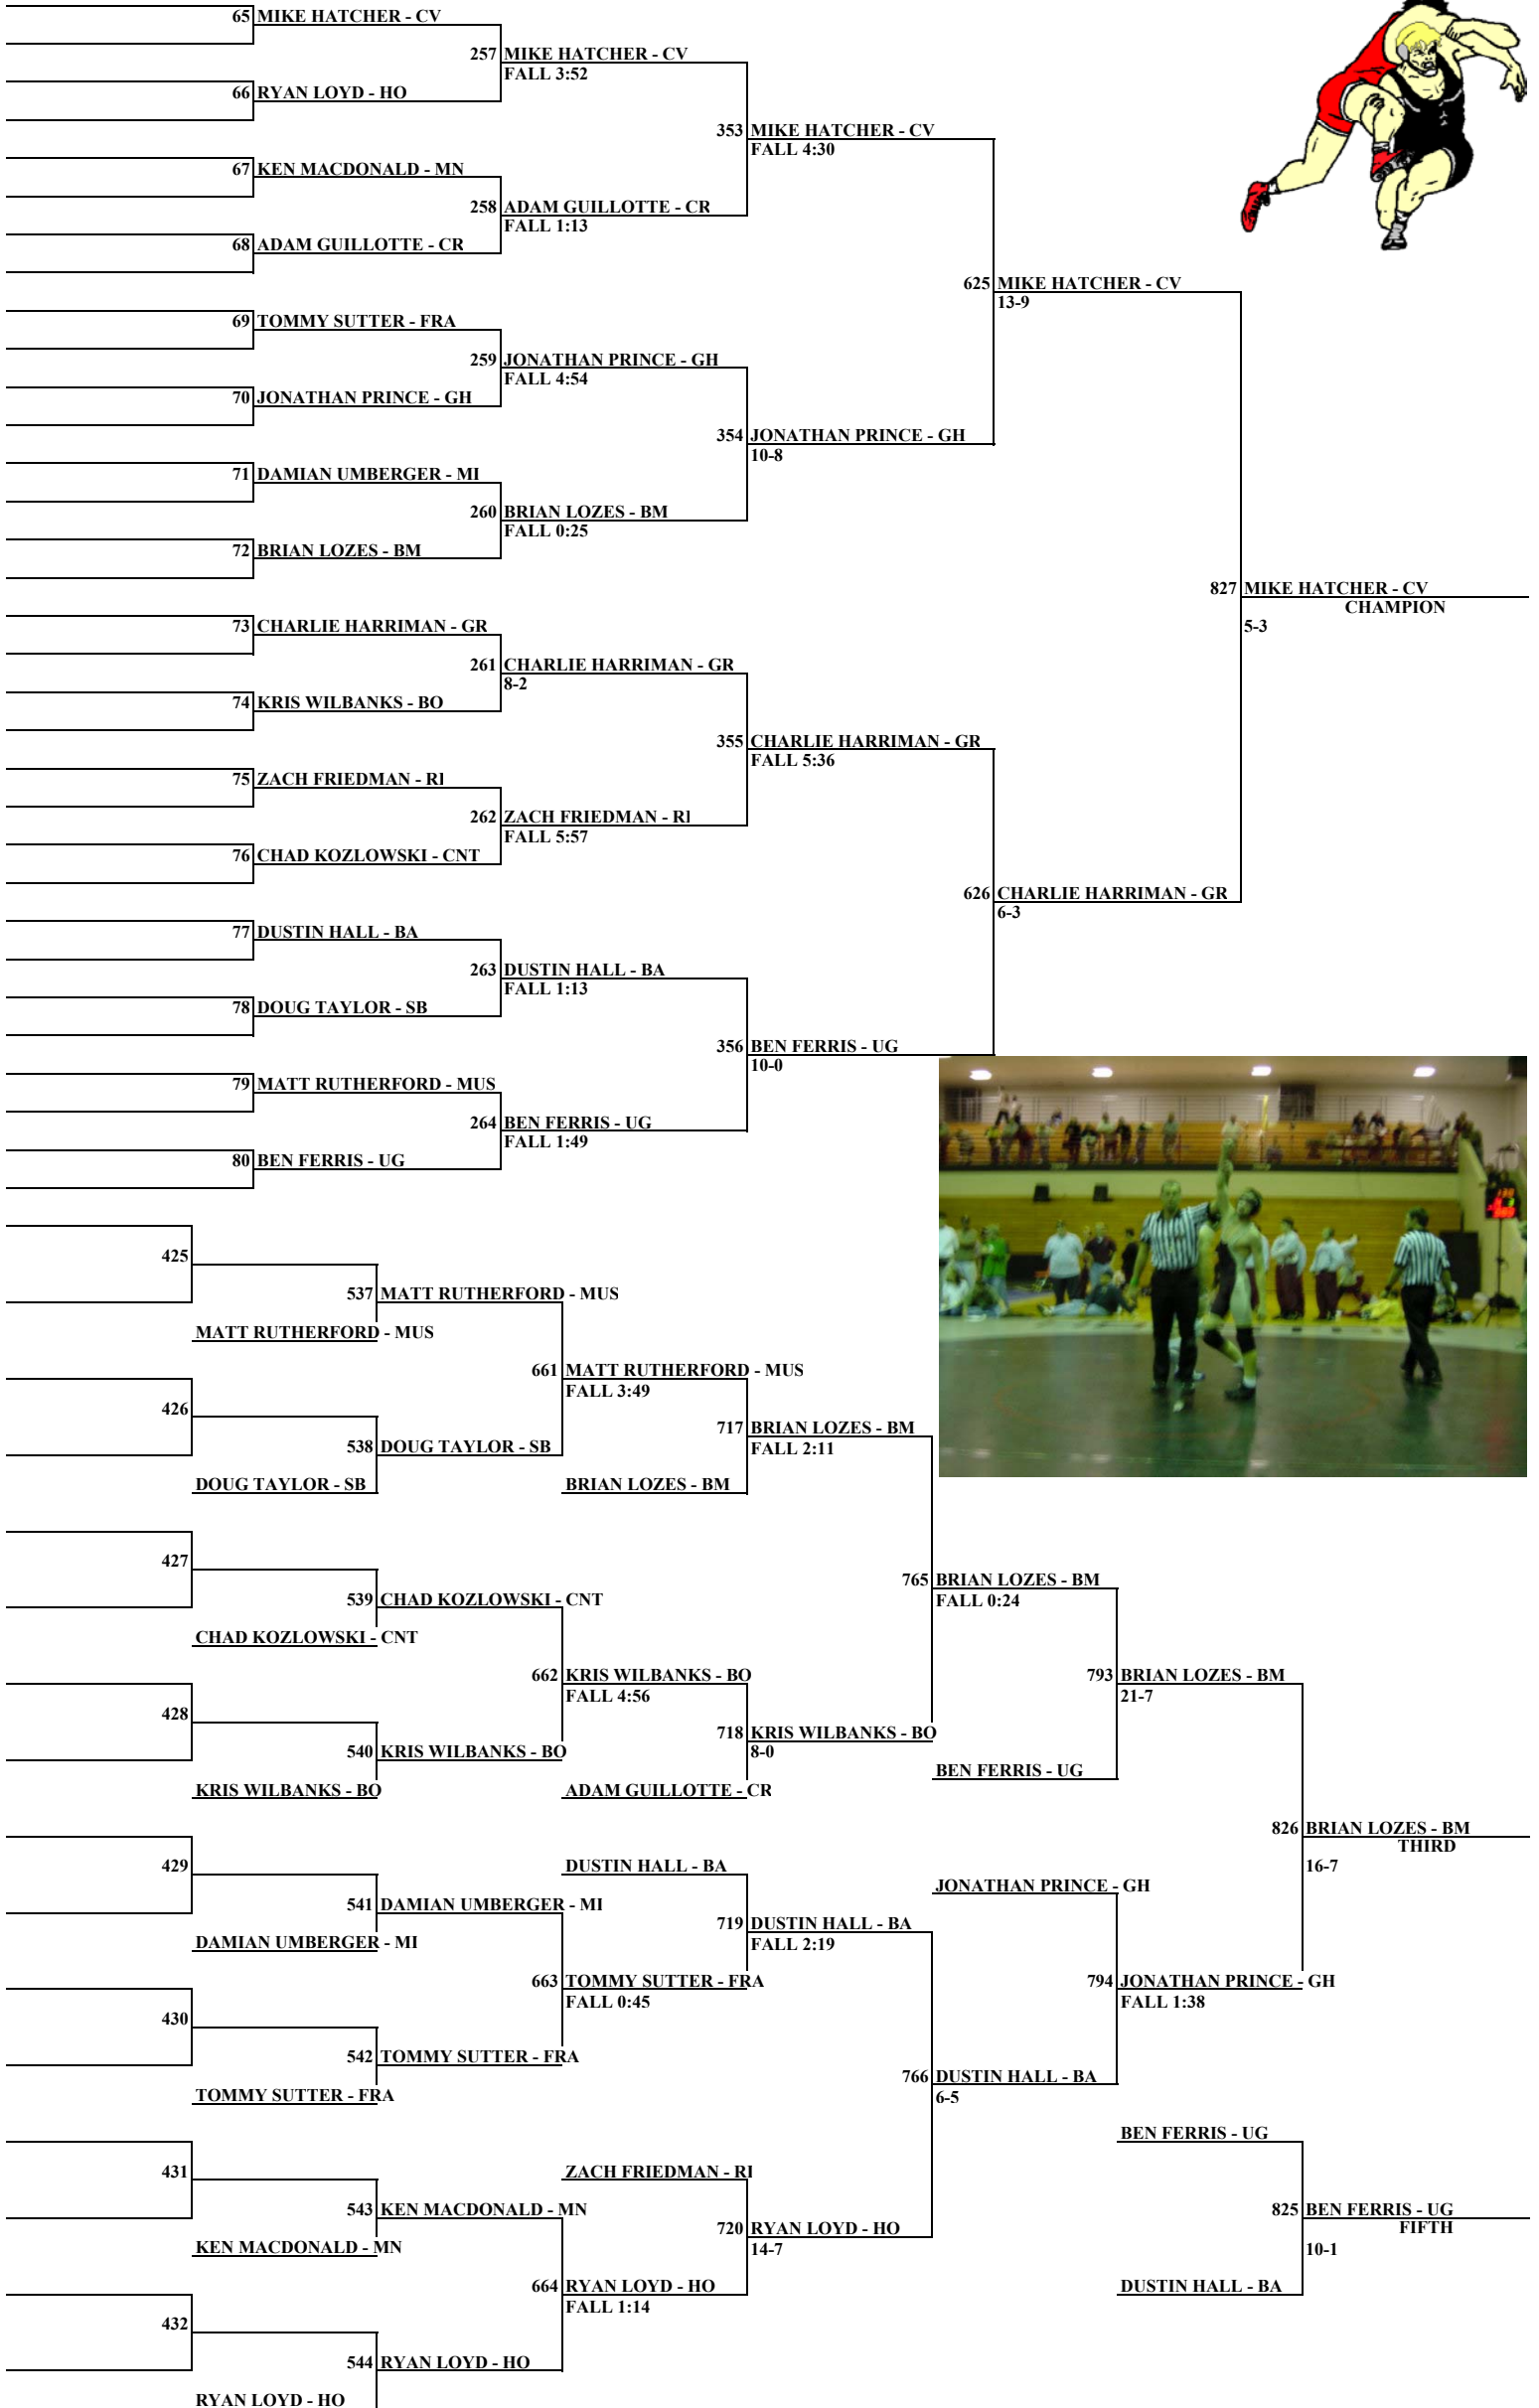 65 MIKE HATCHER - CV
257 MIKE HATCHER - CV
FALL 3:52
66 RYAN LOYD - HO
353 MIKE HATCHER - CV
FALL 4:30
67 KEN MACDONALD - MN
258 ADAM GUILLOTTE - CR
FALL 1:13
68 ADAM GUILLOTTE - CR
625 MIKE HATCHER - CV
13-9
69 TOMMY SUTTER - FRA
259 JONATHAN PRINCE - GH
FALL 4:54
70 JONATHAN PRINCE - GH
354 JONATHAN PRINCE - GH
10-8
71 DAMIAN UMBERGER - MI
260 BRIAN LOZES - BM
FALL 0:25
72 BRIAN LOZES - BM
827 MIKE HATCHER - CV
CHAMPION
5-3
73 CHARLIE HARRIMAN - GR
261 CHARLIE HARRIMAN - GR
8-2
74 KRIS WILBANKS - BO
355 CHARLIE HARRIMAN - GR
FALL 5:36
75 ZACH FRIEDMAN - RI
262 ZACH FRIEDMAN - RI
FALL 5:57
76 CHAD KOZLOWSKI - CNT
626 CHARLIE HARRIMAN - GR
6-3
77 DUSTIN HALL - BA
263 DUSTIN HALL - BA
FALL 1:13
78 DOUG TAYLOR - SB
356 BEN FERRIS - UG
10-0
79 MATT RUTHERFORD - MUS
264 BEN FERRIS - UG
FALL 1:49
80 BEN FERRIS - UG
425
537 MATT RUTHERFORD - MUS
MATT RUTHERFORD - MUS
661 MATT RUTHERFORD - MUS
FALL 3:49
426
717 BRIAN LOZES - BM
FALL 2:11
538 DOUG TAYLOR - SB
DOUG TAYLOR - SB
BRIAN LOZES - BM
427
765 BRIAN LOZES - BM
FALL 0:24
539 CHAD KOZLOWSKI - CNT
CHAD KOZLOWSKI - CNT
662 KRIS WILBANKS - BO
FALL 4:56
793 BRIAN LOZES - BM
21-7
428
718 KRIS WILBANKS - BO
8-0
540 KRIS WILBANKS - BO
BEN FERRIS - UG
KRIS WILBANKS - BO
ADAM GUILLOTTE - CR
826 BRIAN LOZES - BM
THIRD
16-7
429
DUSTIN HALL - BA
JONATHAN PRINCE - GH
541 DAMIAN UMBERGER - MI
719 DUSTIN HALL - BA
FALL 2:19
DAMIAN UMBERGER - MI
663 TOMMY SUTTER - FRA
FALL 0:45
794 JONATHAN PRINCE - GH
FALL 1:38
430
542 TOMMY SUTTER - FRA
766 DUSTIN HALL - BA
6-5
TOMMY SUTTER - FRA
BEN FERRIS - UG
431
ZACH FRIEDMAN - RI
543 KEN MACDONALD - MN
825 BEN FERRIS - UG
FIFTH
10-1
720 RYAN LOYD - HO
14-7
KEN MACDONALD - MN
664 RYAN LOYD - HO
FALL 1:14
DUSTIN HALL - BA
432
544 RYAN LOYD - HO
RYAN LOYD - HO